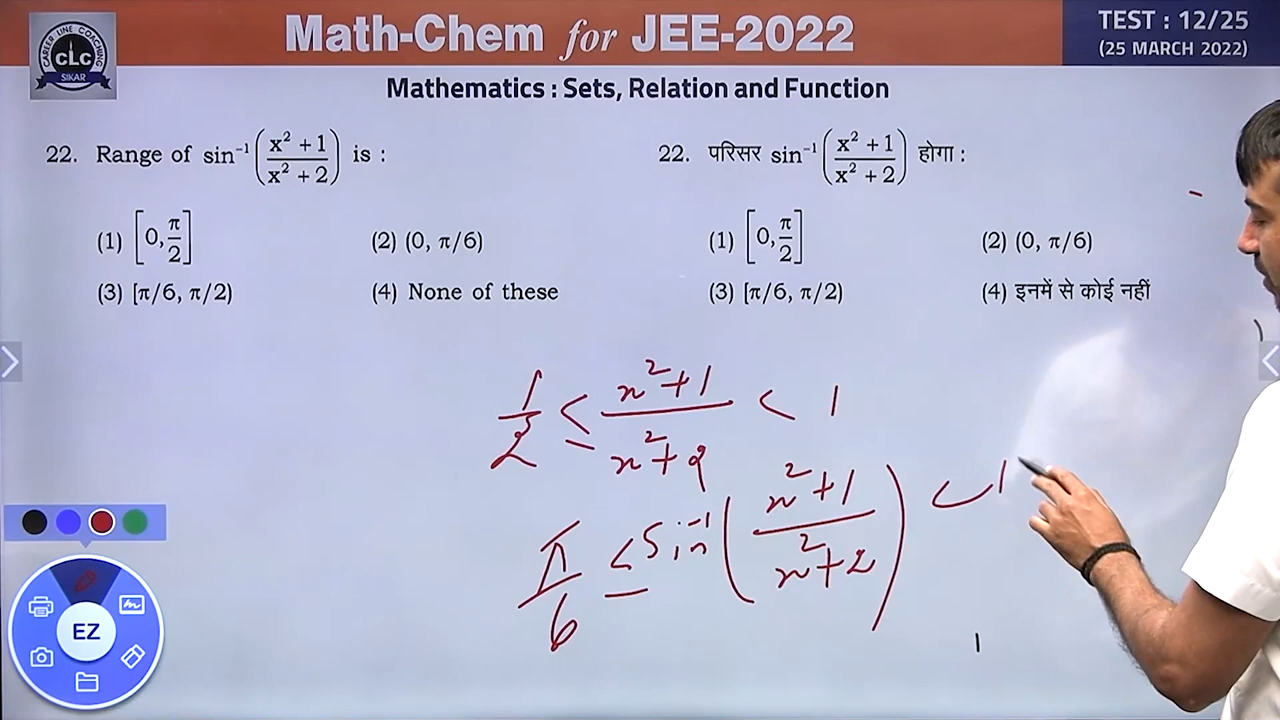 CAREER LINE COACHING
CLC
SIKAR
Math-Chem for JEE-2022
TEST : 12/25
(25 MARCH 2022)
Mathematics : Sets, Relation and Function
22. Range of sin⁻¹((x² + 1)/(x² + 2)) is :
(1) [0, π/2]
(2) (0, π/6)
(3) [π/6, π/2)
(4) None of these
22. परिसर sin⁻¹((x² + 1)/(x² + 2)) होगा :
(1) [0, π/2]
(2) (0, π/6)
(3) [π/6, π/2)
(4) इनमें से कोई नहीं
1/2 ≤ (x²+1)/(x²+2) < 1
π/6 ≤ sin⁻¹((x²+1)/(x²+2)) <
EZ